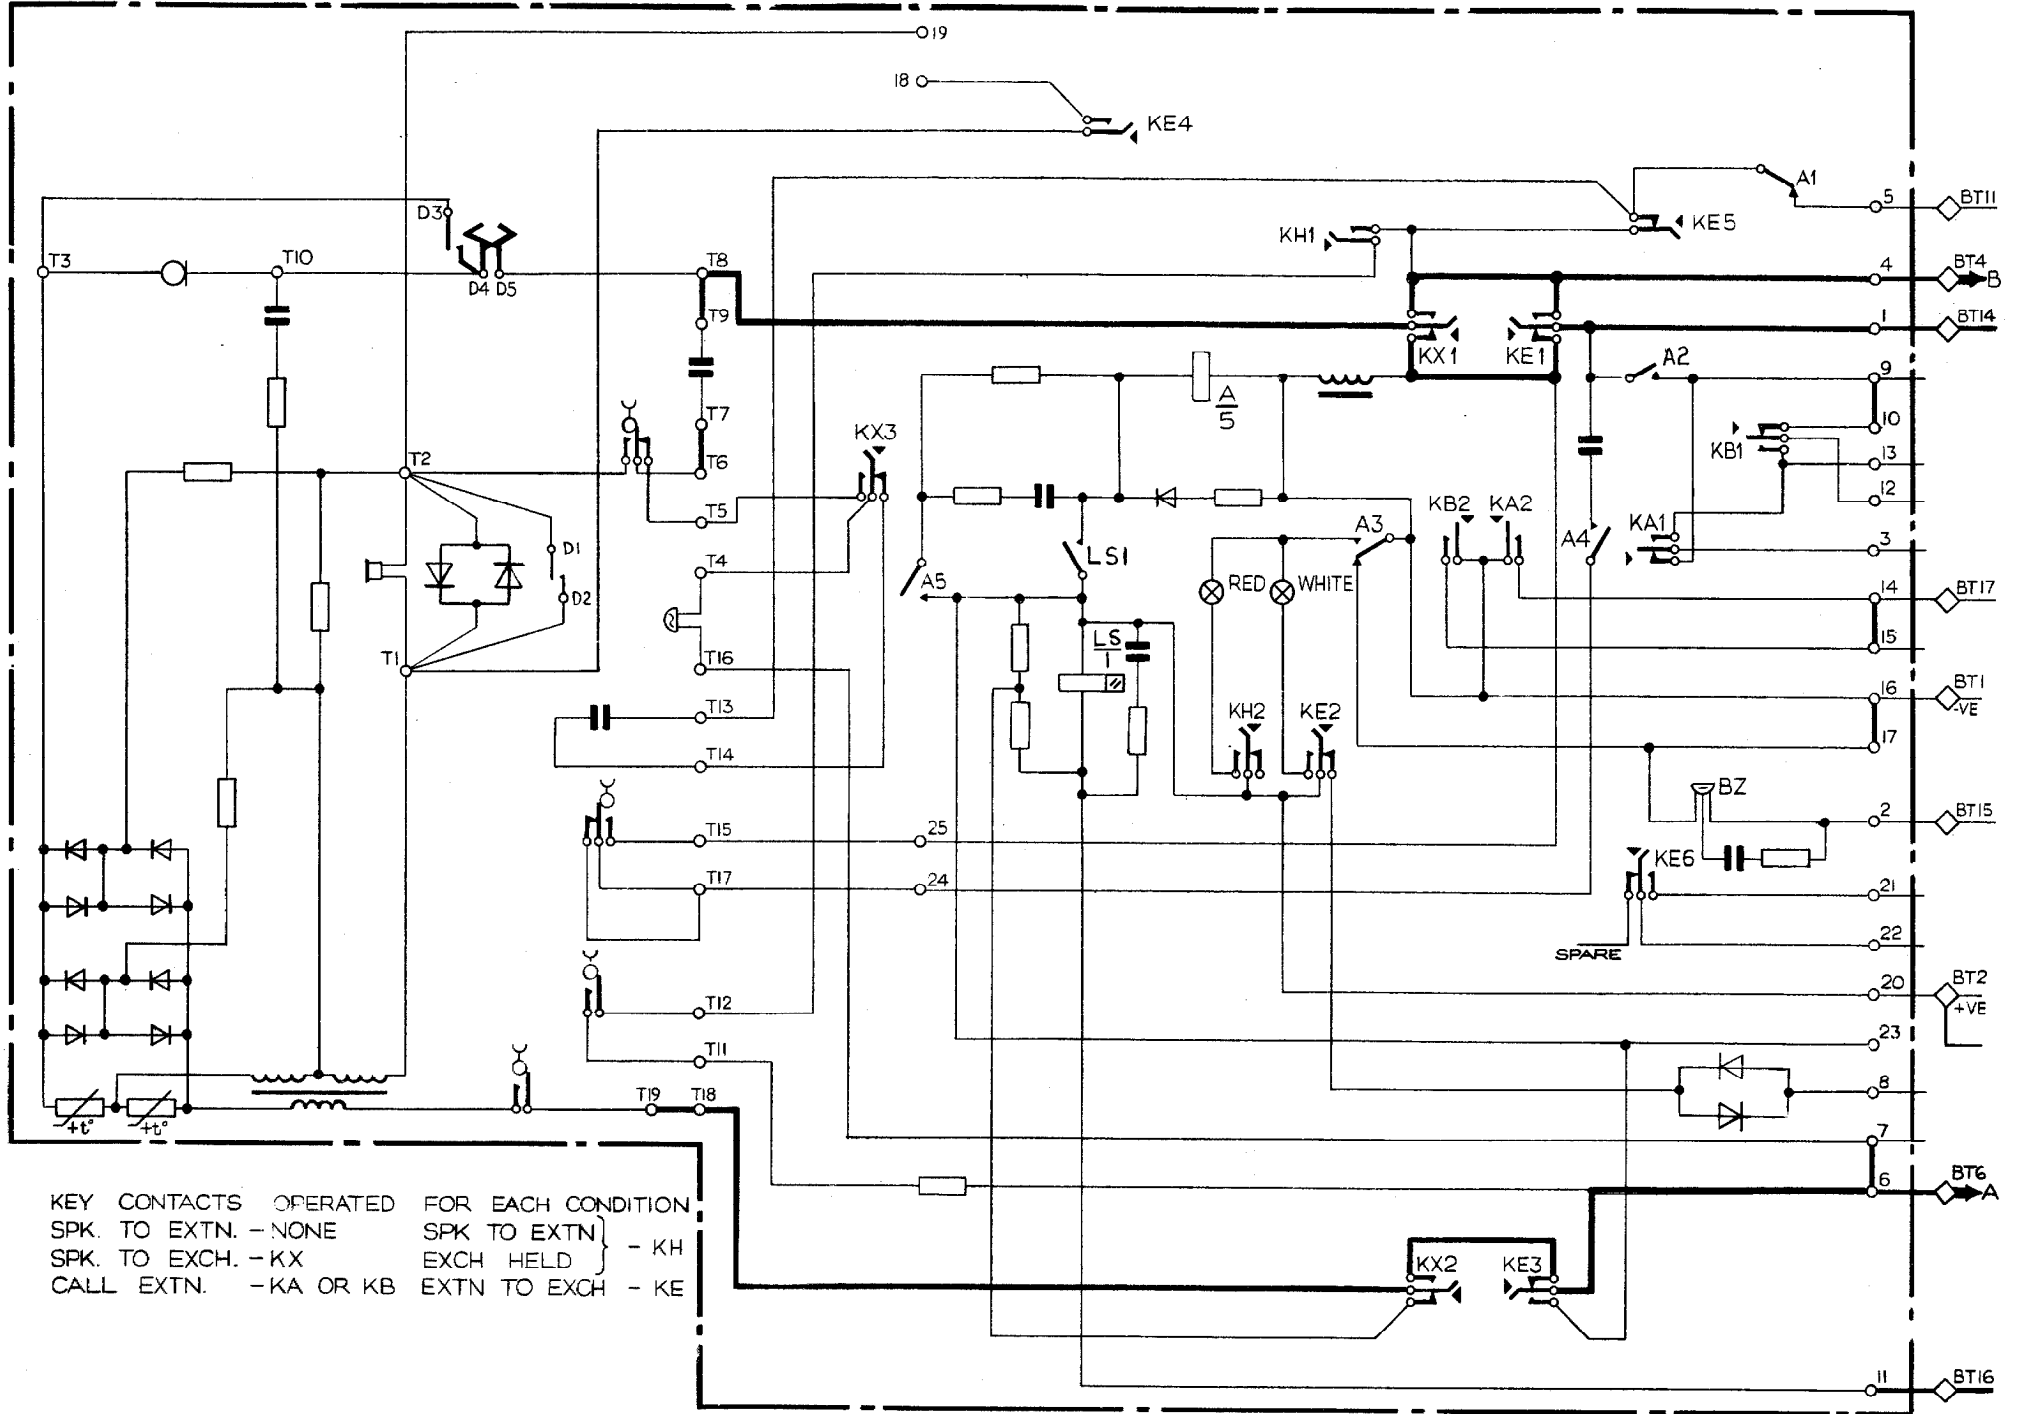 19
18
KE4
A1
5
BT11
D3
KH1
KE5
T3
T10
D4 D5
T8
4
BT4
B
T9
KX1
KE1
1
BT14
A2
9
A
5
T7
KX3
10
KB1
T2
T6
13
12
T5
KB2
KA2
A3
A4
KA1
D1
LS1
3
T4
A5
RED
WHITE
14
BT17
D2
LS
1
15
T1
T16
16
BT1
-VE
T13
KH2
KE2
17
T14
BZ
2
BT15
T15
25
KE6
T17
24
21
22
SPARE
20
BT2
+VE
T12
23
T11
8
T19
T18
+t°
+t°
7
6
BT6
A
KEY CONTACTS OPERATED FOR EACH CONDITION
SPK. TO EXTN. - NONE
SPK. TO EXCH. - KX
CALL EXTN. - KA OR KB
SPK TO EXTN
EXCH HELD
- KH
EXTN TO EXCH - KE
KX2
KE3
11
BT16